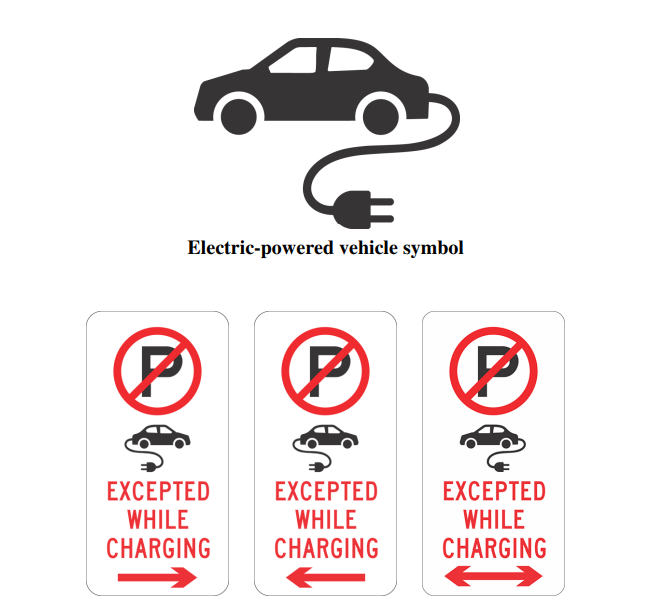 Electric-powered vehicle symbol
P
EXCEPTED
WHILE
CHARGING
P
EXCEPTED
WHILE
CHARGING
P
EXCEPTED
WHILE
CHARGING